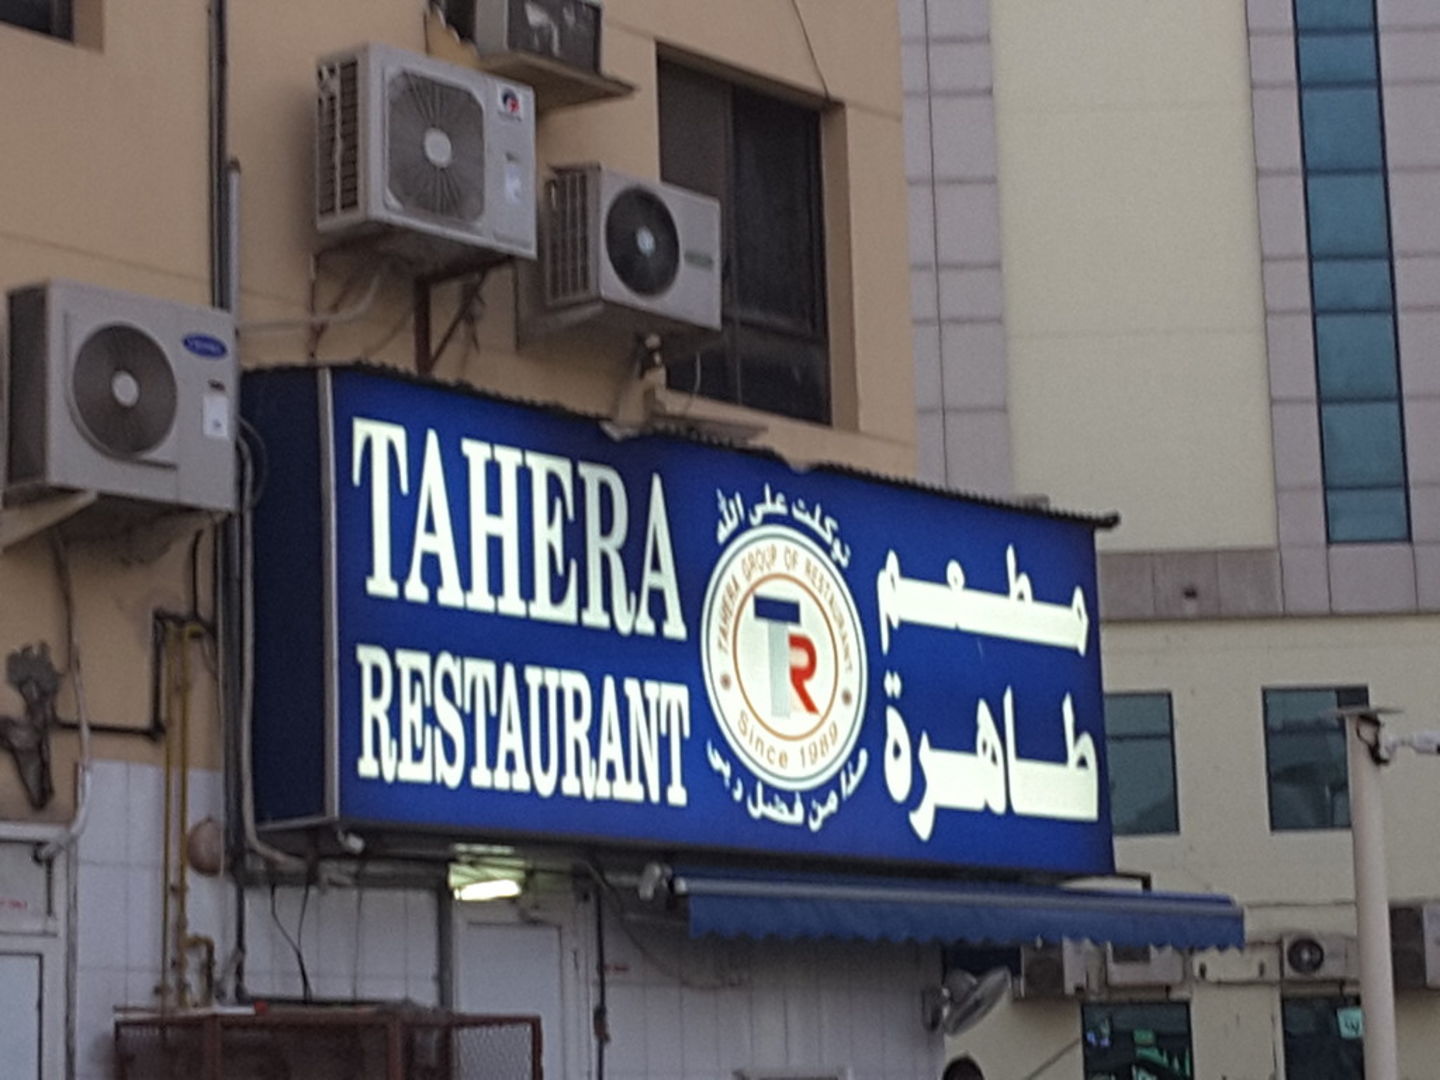 TAHERA
RESTAURANT
توكلت على الله
TAHERA GROUP OF RESTAURANT
TR
Since 1989
هذا من فضل ربي
مطعم
طاهرة